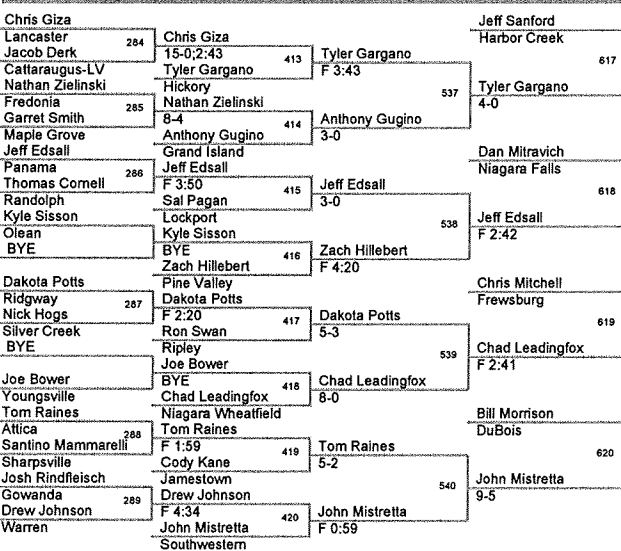 Chris Giza
Lancaster
284
Jacob Derk
Cattaraugus-LV
Nathan Zielinski
Fredonia
285
Garret Smith
Maple Grove
Jeff Edsall
Panama
286
Thomas Cornell
Randolph
Kyle Sisson
Olean
BYE
Dakota Potts
Ridgway
287
Nick Hogs
Silver Creek
BYE
Joe Bower
Youngsville
Tom Raines
Attica
288
Santino Mammarelli
Sharpsville
Josh Rindfleisch
Gowanda
289
Drew Johnson
Warren
Chris Giza
15-0;2:43
413
Tyler Gargano
Hickory
Nathan Zielinski
8-4
414
Anthony Gugino
Grand Island
Jeff Edsall
F 3:50
415
Sal Pagan
Lockport
Kyle Sisson
BYE
416
Zach Hillebert
Pine Valley
Dakota Potts
F 2:20
417
Ron Swan
Ripley
Joe Bower
BYE
418
Chad Leadingfox
Niagara Wheatfield
Tom Raines
F 1:59
419
Cody Kane
Jamestown
Drew Johnson
F 4:34
420
John Mistretta
Southwestern
Tyler Gargano
F 3:43
537
Anthony Gugino
3-0
Jeff Edsall
3-0
538
Zach Hillebert
F 4:20
Dakota Potts
5-3
539
Chad Leadingfox
8-0
Tom Raines
5-2
540
John Mistretta
F 0:59
Jeff Sanford
Harbor Creek
617
Tyler Gargano
4-0
Dan Mitravich
Niagara Falls
618
Jeff Edsall
F 2:42
Chris Mitchell
Frewsburg
619
Chad Leadingfox
F 2:41
Bill Morrison
DuBois
620
John Mistretta
9-5